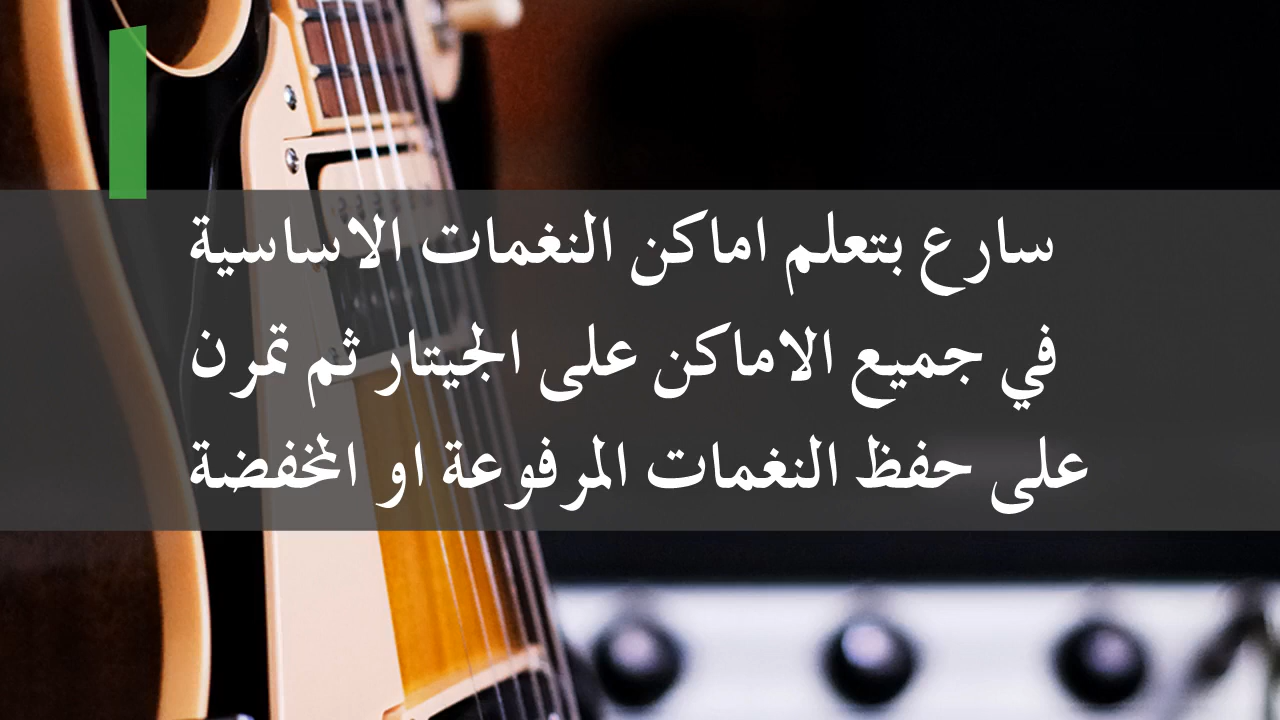 سارع بتعلم اماكن النغمات الاساسية
في جميع الاماكن على الجيتار ثم تمرن
على حفظ النغمات المرفوعة او المخفضة